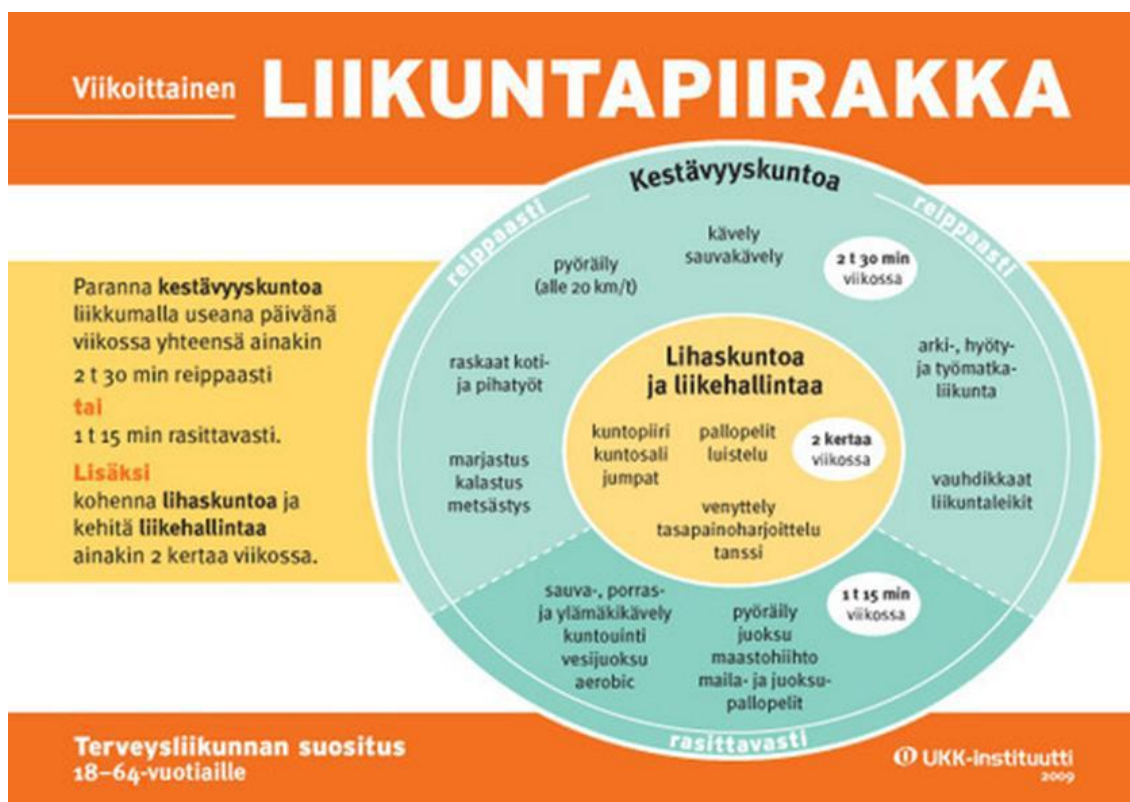 Viikoittainen LIIKUNTAPIIRAKKA
Paranna kestävyyskuntoa
liikkumalla useana päivänä
viikossa yhteensä ainakin
2 t 30 min reippaasti
tai
1 t 15 min rasittavasti.
Lisäksi
kohenna lihaskuntoa ja
kehitä liikehallintaa
ainakin 2 kertaa viikossa.
Kestävyyskuntoa
reippaasti
reippaasti
kävely
sauvakävely
2 t 30 min
viikossa
pyöräily
(alle 20 km/t)
raskaat koti-
ja pihatyöt
marjastus
kalastus
metsästys
arki-, hyöty-
ja työmatka-
liikunta
vauhdikkaat
liikuntaleikit
Lihaskuntoa
ja liikehallintaa
kuntopiiri
kuntosali
jumpat
pallopelit
luistelu
2 kertaa
viikossa
venyttely
tasapainoharjoittelu
tanssi
sauva-, porras-
ja ylämäkikävely
kuntouinti
vesijuoksu
aerobic
pyöräily
juoksu
maastohiihto
maila- ja juoksu-
pallopelit
1 t 15 min
viikossa
rasittavasti
Terveysliikunnan suositus
18–64-vuotiaille
UKK-instituutti
2009